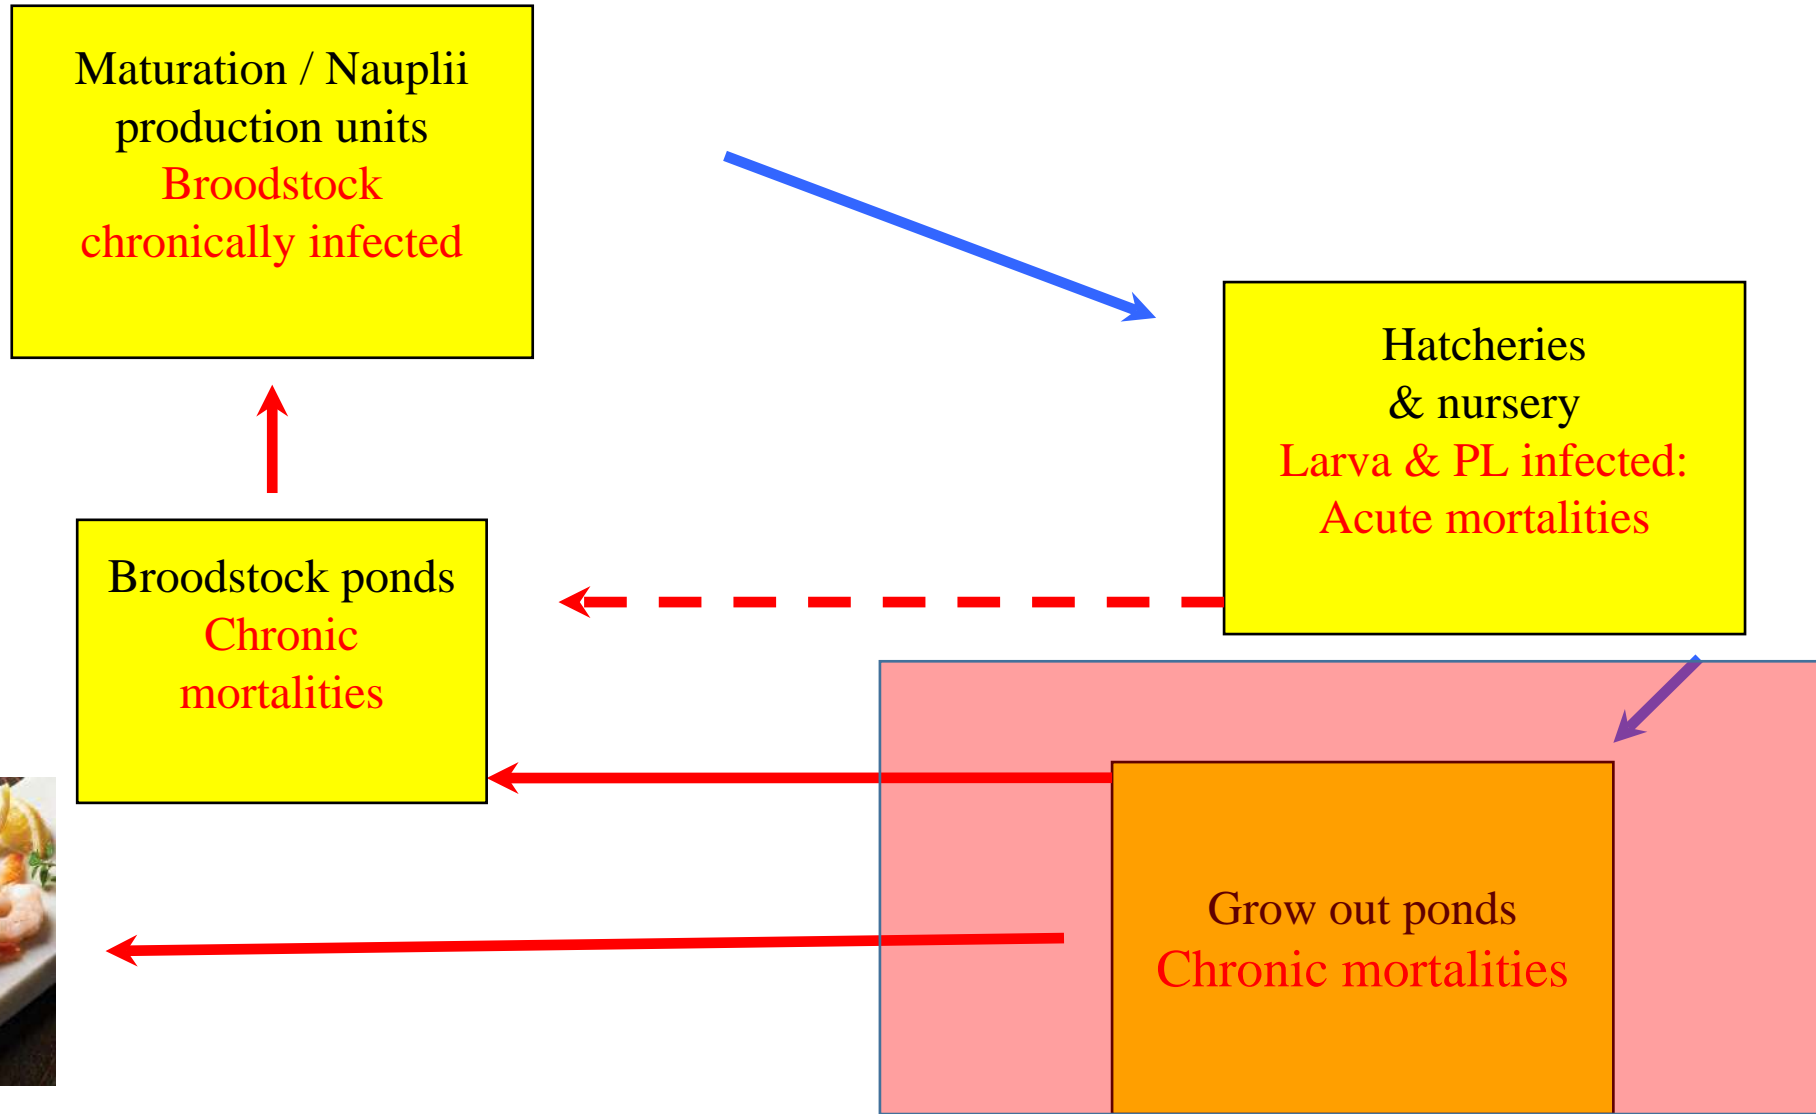 Maturation / Nauplii
production units
Broodstock
chronically infected
Hatcheries
& nursery
Larva & PL infected:
Acute mortalities
Broodstock ponds
Chronic
mortalities
Grow out ponds
Chronic mortalities